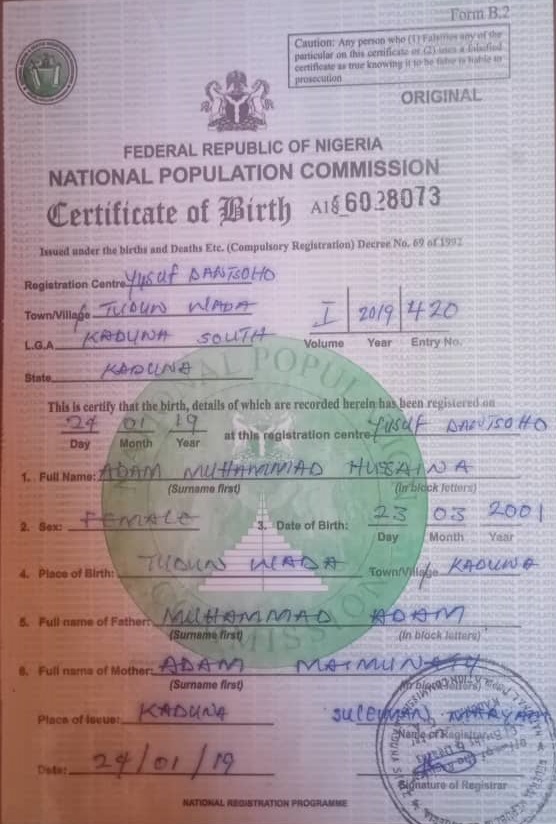 Form B.2
Caution: Any person who (1) Falsifies any of the
particular on this certificate or (2) uses a falsified
certificate as true knowing it to be false is liable to
prosecution
ORIGINAL
FEDERAL REPUBLIC OF NIGERIA
NATIONAL POPULATION COMMISSION
Certificate of Birth A18 6028073
Issued under the births and Deaths Etc. (Compulsory Registration) Decree No. 69 of 1992
Registration Centre YUSUF DANTSOHO
Town/Village TUDUN WADA
I 2019 420
L.G.A KADUNA SOUTH
Volume Year Entry No.
State KADUNA
This is certify that the birth, details of which are recorded herein has been registered on
24 01 19 at this registration centre YUSUF DANTSOHO
Day Month Year
1. Full Name: ADAM MUHAMMAD HUSAINA
(Surname first) (in block letters)
2. Sex: FEMALE 3. Date of Birth: 23 03 2001
Day Month Year
4. Place of Birth: TUDUN WADA Town/Village KADUNA
5. Full name of Father: MUHAMMAD ADAM
(Surname first) (in block letters)
6. Full name of Mother: ADAM MAIMUNATU
(Surname first) (in block letters)
Place of issue: KADUNA SULEIMAN MARYAM
Name of Registrar
Date: 24/01/19
Signature of Registrar
NATIONAL REGISTRATION PROGRAMME